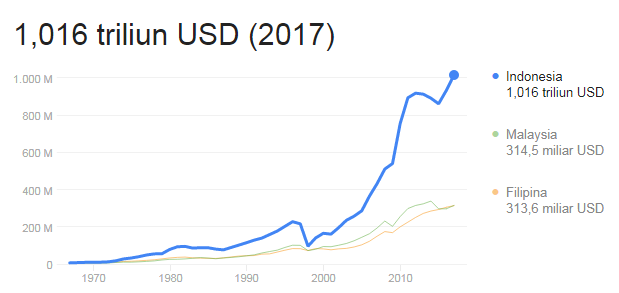 1,016 triliun USD (2017)
1.000 M
800 M
600 M
400 M
200 M
0
1970
1980
1990
2000
2010
Indonesia
1,016 triliun USD
Malaysia
314,5 miliar USD
Filipina
313,6 miliar USD